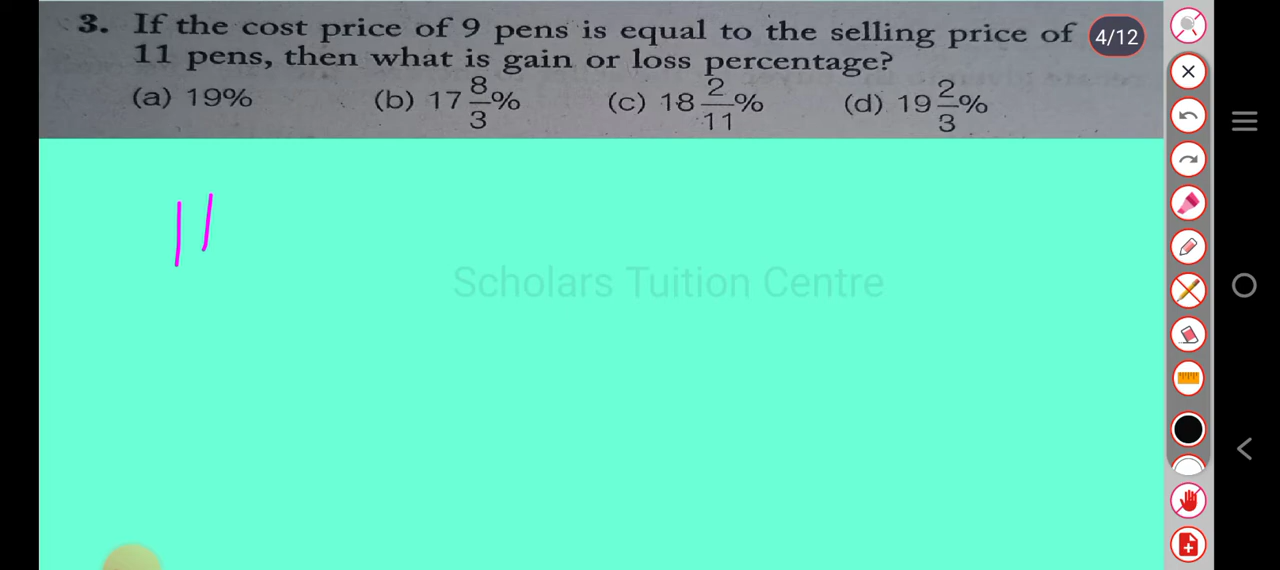 3. If the cost price of 9 pens is equal to the selling price of
4/12
11 pens, then what is gain or loss percentage?
(a) 19% (b) 17 8/3% (c) 18 2/11% (d) 19 2/3%
11
Scholars Tuition Centre